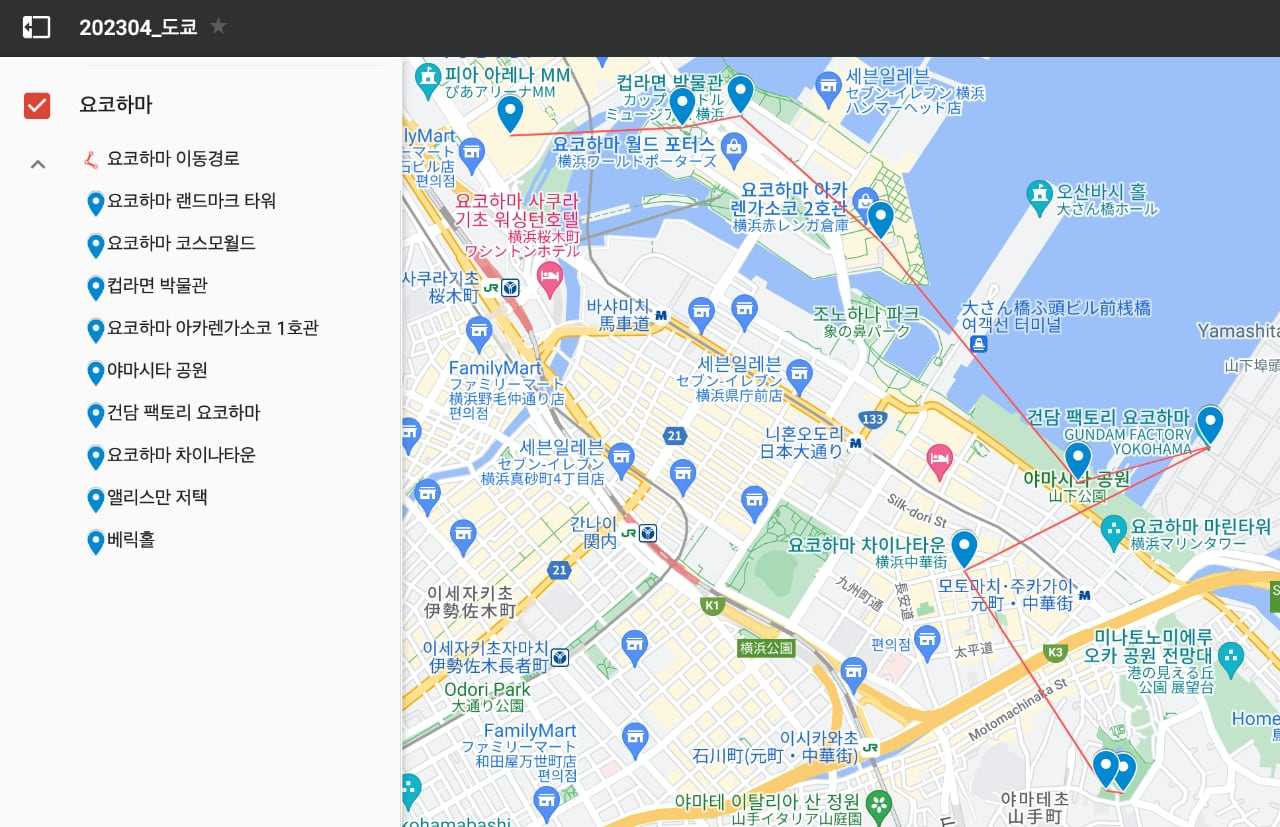 202304_도쿄
요코하마
요코하마 이동경로
요코하마 랜드마크 타워
요코하마 코스모월드
컵라면 박물관
요코하마 아카렌가소코 1호관
야마시타 공원
건담 팩토리 요코하마
요코하마 차이나타운
앨리스만 저택
베릭홀
피아 아레나 MM
ぴあアリーナMM
컵라면 박물관
세븐일레븐
セブン-イレブン 横浜
ハンマーヘッド店
편의점
요코하마 월드 포터스
横浜ワールドポーターズ
요코하마 아카
렌가소코 2호관
横浜赤レンガ倉庫
오산바시 홀
大さん橋ホール
요코하마 사쿠라
기초 워싱턴호텔
横浜桜木町
ワシントンホテル
사쿠라기초
桜木町
JR
바샤미치
馬車道
조노하나 파크
象の鼻パーク
大さん橋ふ頭ビル前桟橋
여객선 터미널
Yamashita
山下埠頭
FamilyMart
ファミリーマート
横浜野毛仲通り店
편의점
세븐일레븐
セブン-イレブン
横浜県庁前店
133
21
니혼오도리
日本大通り
건담 팩토리 요코하마
GUNDAM FACTORY
YOKOHAMA
세븐일레븐
セブン-イレブン
横浜真砂町4丁目店
야마시타 공원
山下公園
Silk-dori St
요코하마 마린타워
横浜マリンタワー
간나이
関内
JR
요코하마 차이나타운
横浜中華街
21
이세자키초
伊勢佐木町
K1
九州町通
長安道
모토마치·주카가이
元町・中華街
편의점
太平道
K3
横浜公園
이세자키초자마치
伊勢佐木長者町
미나토노미에루
오카 공원 전망대
港の見える丘
公園 展望台
Odori Park
大通り公園
Motomachinaka St
FamilyMart
ファミリーマート
和田屋万世町店
편의점
이시카와초
石川町(元町・中華街)
JR
야마테 이탈리아 산 정원
山手イタリア山庭園
야마테초
山手町